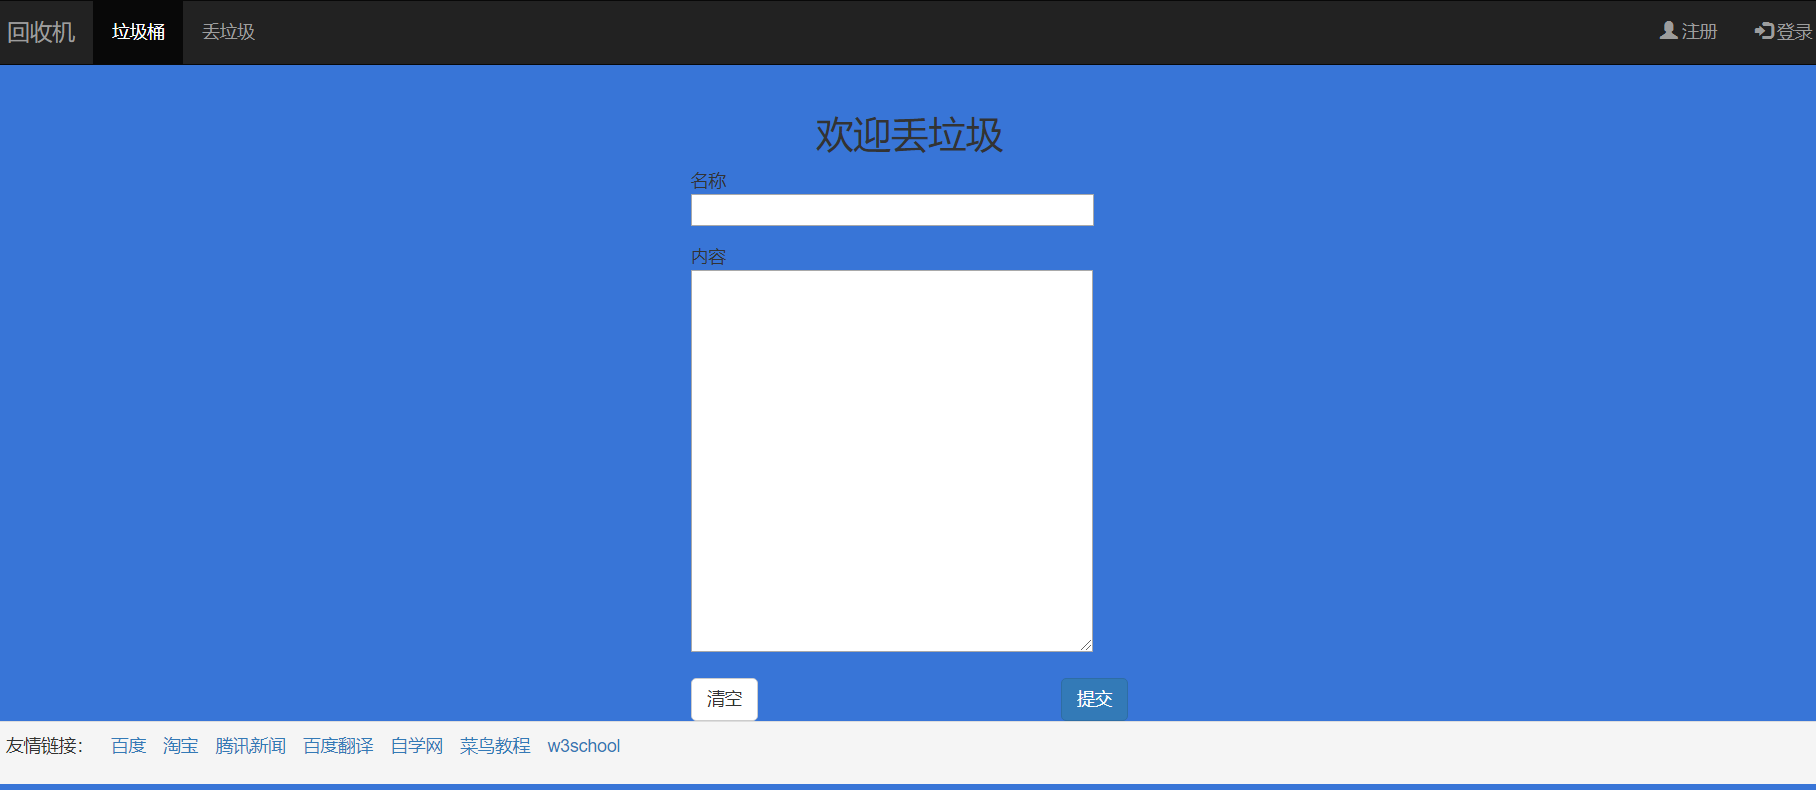 回收机 垃圾桶 丢垃圾 注册 登录
欢迎丢垃圾
名称
内容
清空 提交
友情链接： 百度 淘宝 腾讯新闻 百度翻译 自学网 菜鸟教程 w3school